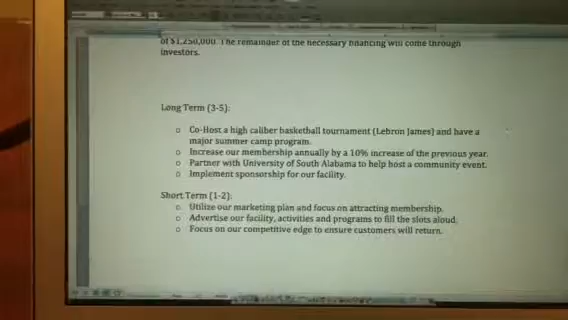 of $1,250,000. The remainder of the necessary financing will come through
investors.
Long Term (3-5):
o Co-Host a high caliber basketball tournament (Lebron James) and have a
major summer camp program.
o Increase our membership annually by a 10% increase of the previous year.
o Partner with University of South Alabama to help host a community event.
o Implement sponsorship for our facility.
Short Term (1-2):
o Utilize our marketing plan and focus on attracting membership.
o Advertise our facility, activities and programs to fill the slots aloud.
o Focus on our competitive edge to ensure customers will return.